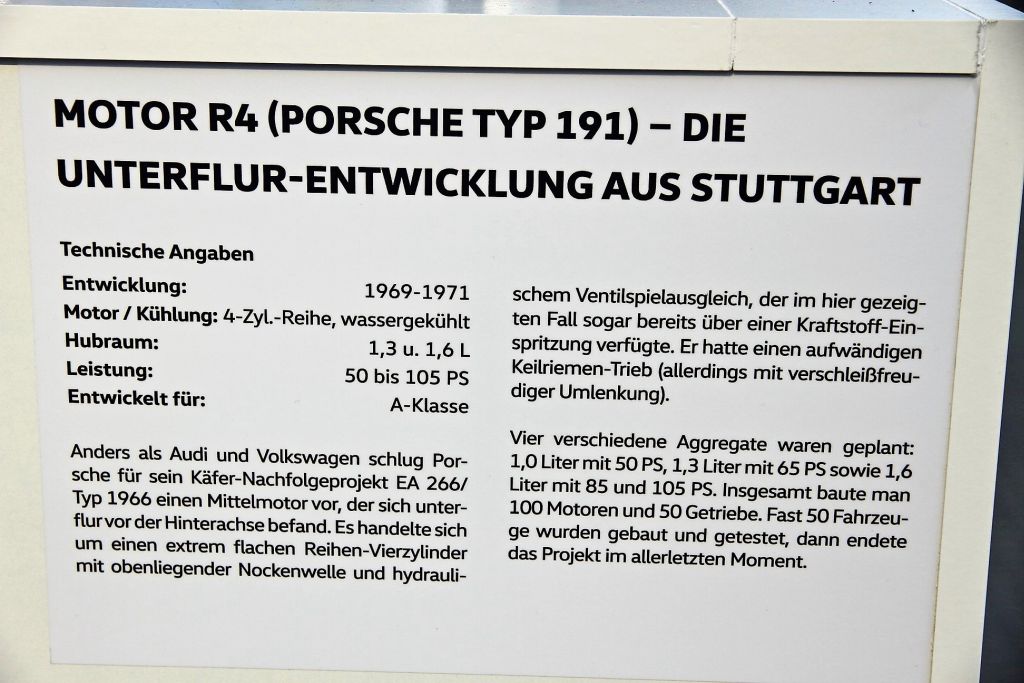 MOTOR R4 (PORSCHE TYP 191) – DIE
UNTERFLUR-ENTWICKLUNG AUS STUTTGART
Technische Angaben
Entwicklung: 1969-1971
Motor / Kühlung: 4-Zyl.-Reihe, wassergekühlt
Hubraum: 1,3 u. 1,6 L
Leistung: 50 bis 105 PS
Entwickelt für: A-Klasse
Anders als Audi und Volkswagen schlug Por-
sche für sein Käfer-Nachfolgeprojekt EA 266/
Typ 1966 einen Mittelmotor vor, der sich unter-
flur vor der Hinterachse befand. Es handelte sich
um einen extrem flachen Reihen-Vierzylinder
mit obenliegender Nockenwelle und hydrauli-
schem Ventilspielausgleich, der im hier gezeig-
ten Fall sogar bereits über einer Kraftstoff-Ein-
spritzung verfügte. Er hatte einen aufwändigen
Keilriemen-Trieb (allerdings mit verschleißfreu-
diger Umlenkung).
Vier verschiedene Aggregate waren geplant:
1,0 Liter mit 50 PS, 1,3 Liter mit 65 PS sowie 1,6
Liter mit 85 und 105 PS. Insgesamt baute man
100 Motoren und 50 Getriebe. Fast 50 Fahrzeu-
ge wurden gebaut und getestet, dann endete
das Projekt im allerletzten Moment.